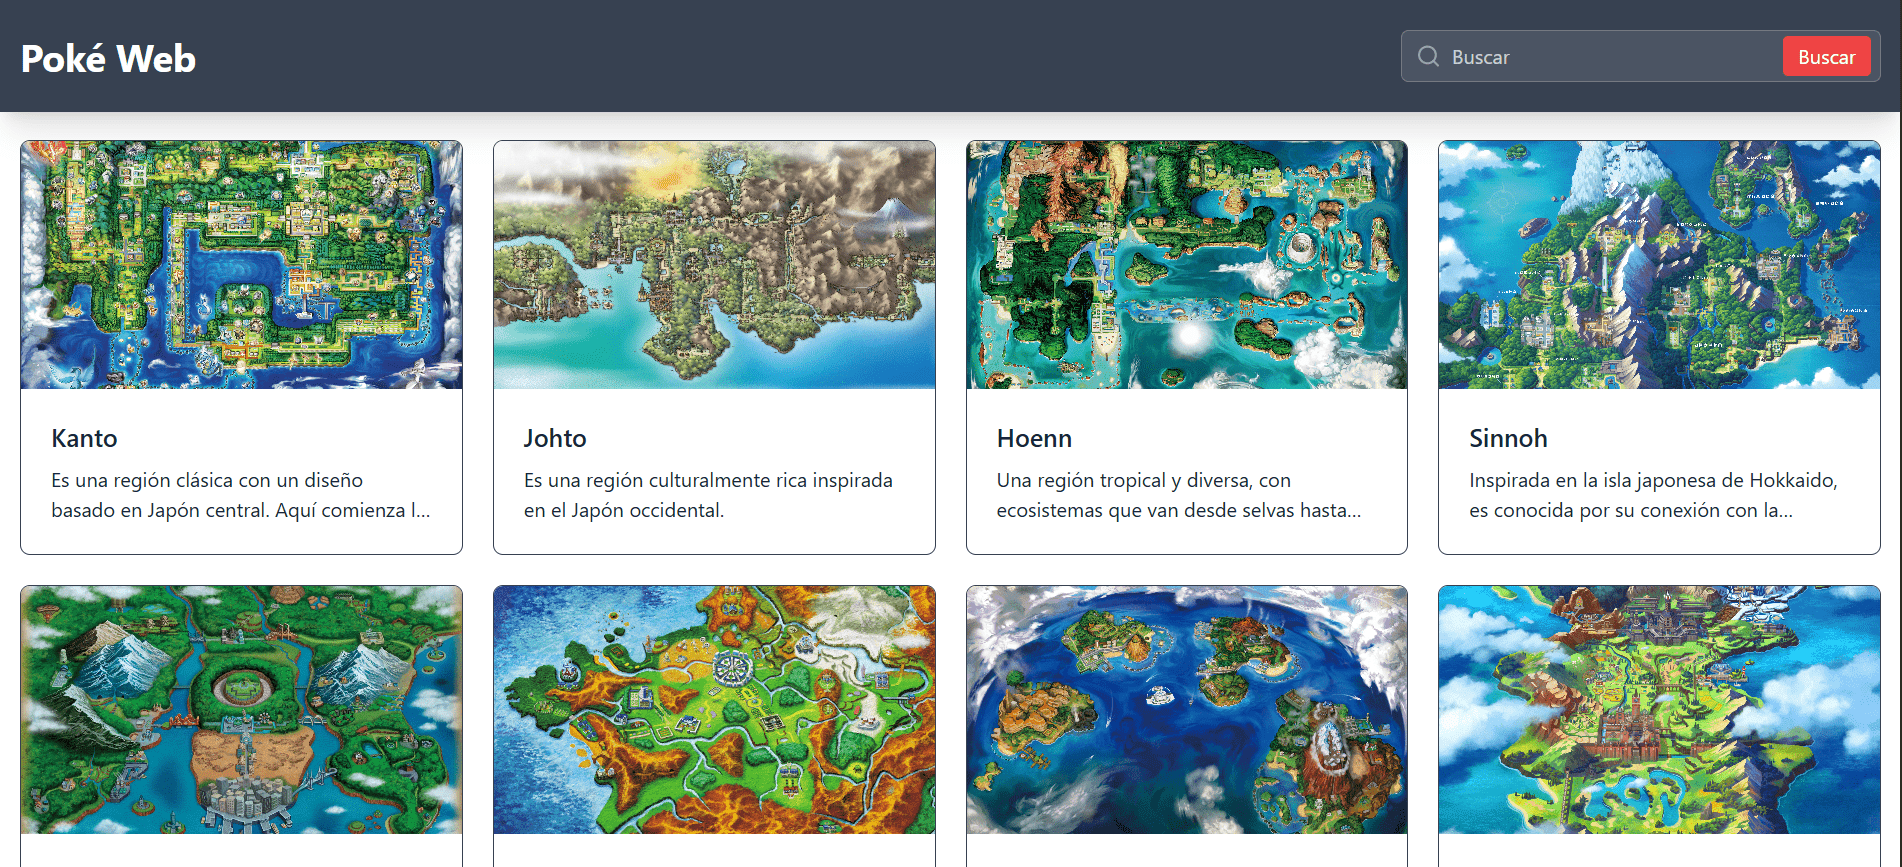 Poké Web
Buscar
Buscar
Kanto
Es una región clásica con un diseño
basado en Japón central. Aquí comienza l...
Johto
Es una región culturalmente rica inspirada
en el Japón occidental.
Hoenn
Una región tropical y diversa, con
ecosistemas que van desde selvas hasta...
Sinnoh
Inspirada en la isla japonesa de Hokkaido,
es conocida por su conexión con la...